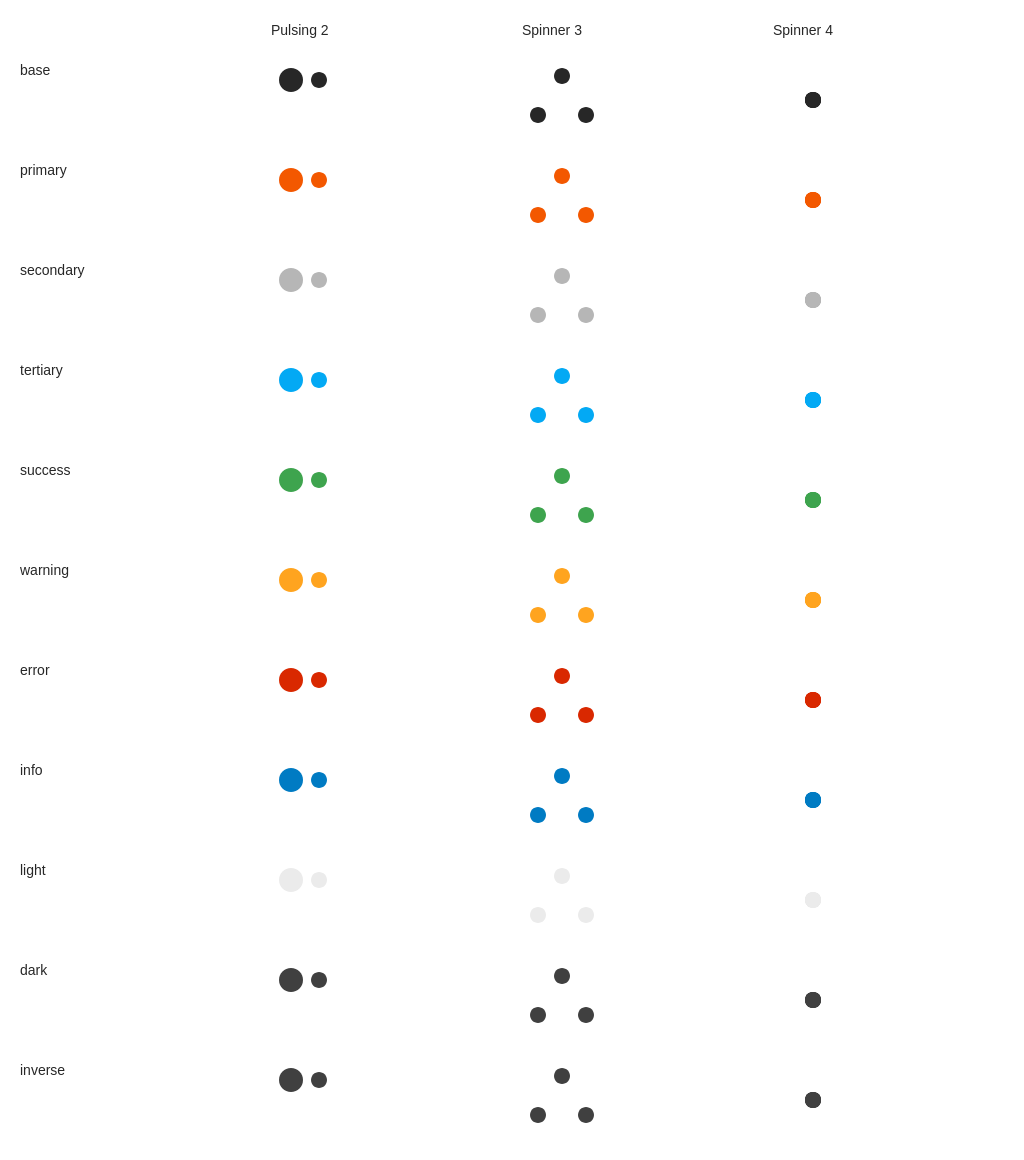 Pulsing 2 Spinner 3 Spinner 4
base
primary
secondary
tertiary
success
warning
error
info
light
dark
inverse